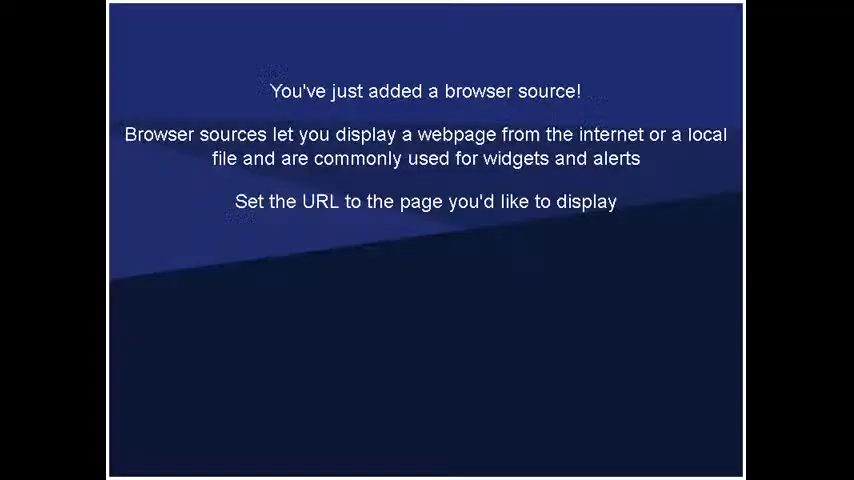 You've just added a browser source!
Browser sources let you display a webpage from the internet or a local
file and are commonly used for widgets and alerts
Set the URL to the page you'd like to display